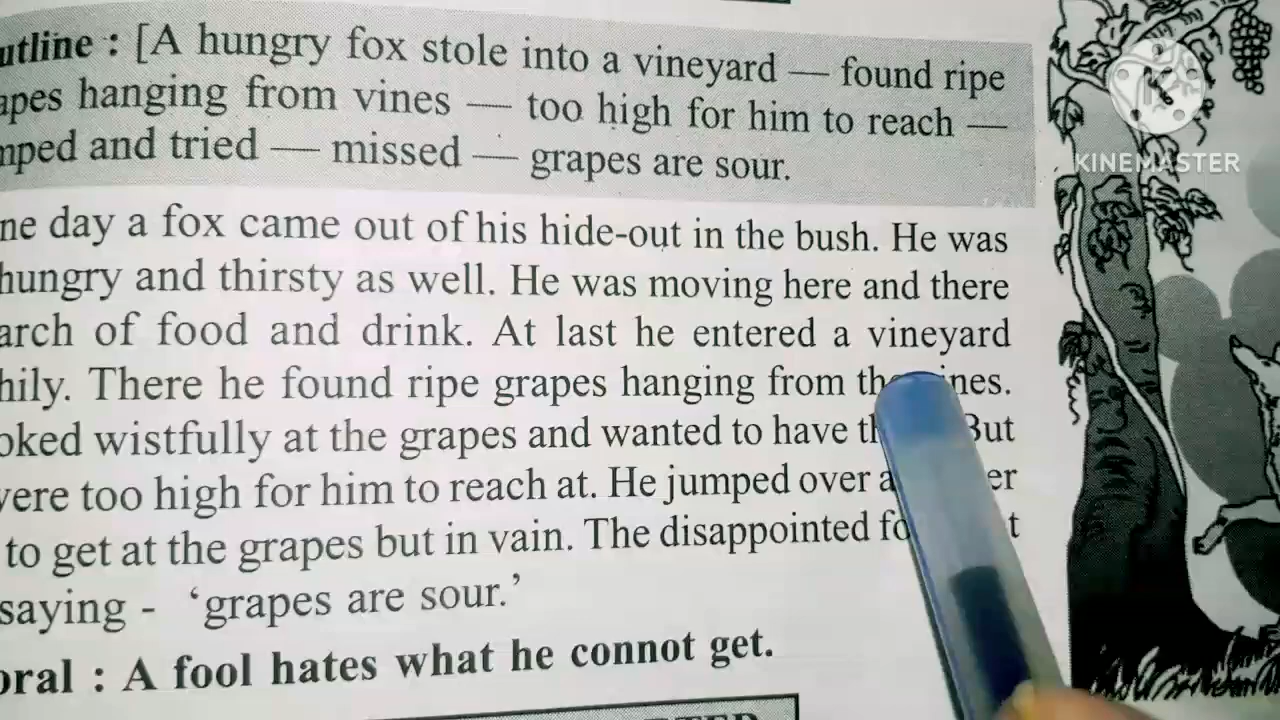 utline : [A hungry fox stole into a vineyard — found ripe
apes hanging from vines — too high for him to reach —
mped and tried — missed — grapes are sour.
KINEMASTER
ne day a fox came out of his hide-out in the bush. He was
hungry and thirsty as well. He was moving here and there
arch of food and drink. At last he entered a vineyard
hily. There he found ripe grapes hanging from the ines.
oked wistfully at the grapes and wanted to have th But
vere too high for him to reach at. He jumped over a er
to get at the grapes but in vain. The disappointed fo t
saying - 'grapes are sour.'
oral : A fool hates what he connot get.